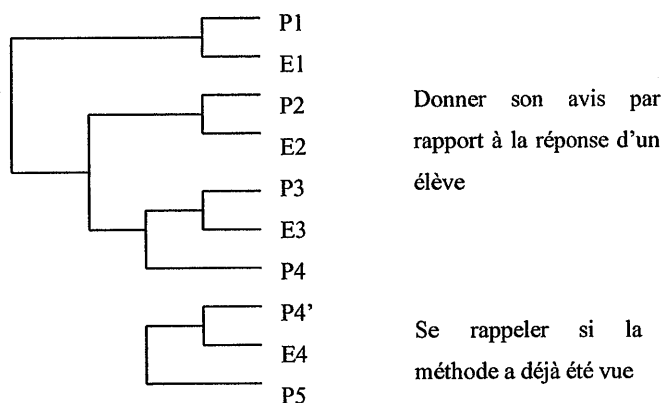 P1
E1
P2
E2
P3
E3
P4
P4’
E4
P5
Donner son avis par
rapport à la réponse d’un
élève
Se rappeler si la
méthode a déjà été vue